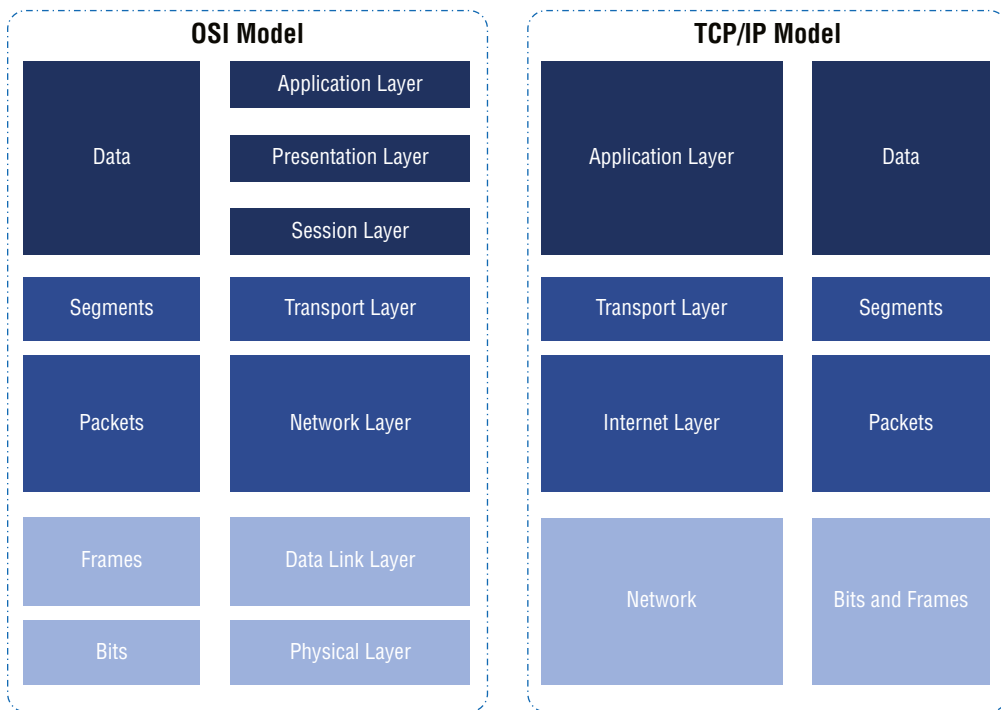 OSI Model
Data
Application Layer
Presentation Layer
Session Layer
Segments
Transport Layer
Packets
Network Layer
Frames
Data Link Layer
Bits
Physical Layer
TCP/IP Model
Application Layer
Data
Transport Layer
Segments
Internet Layer
Packets
Network
Bits and Frames